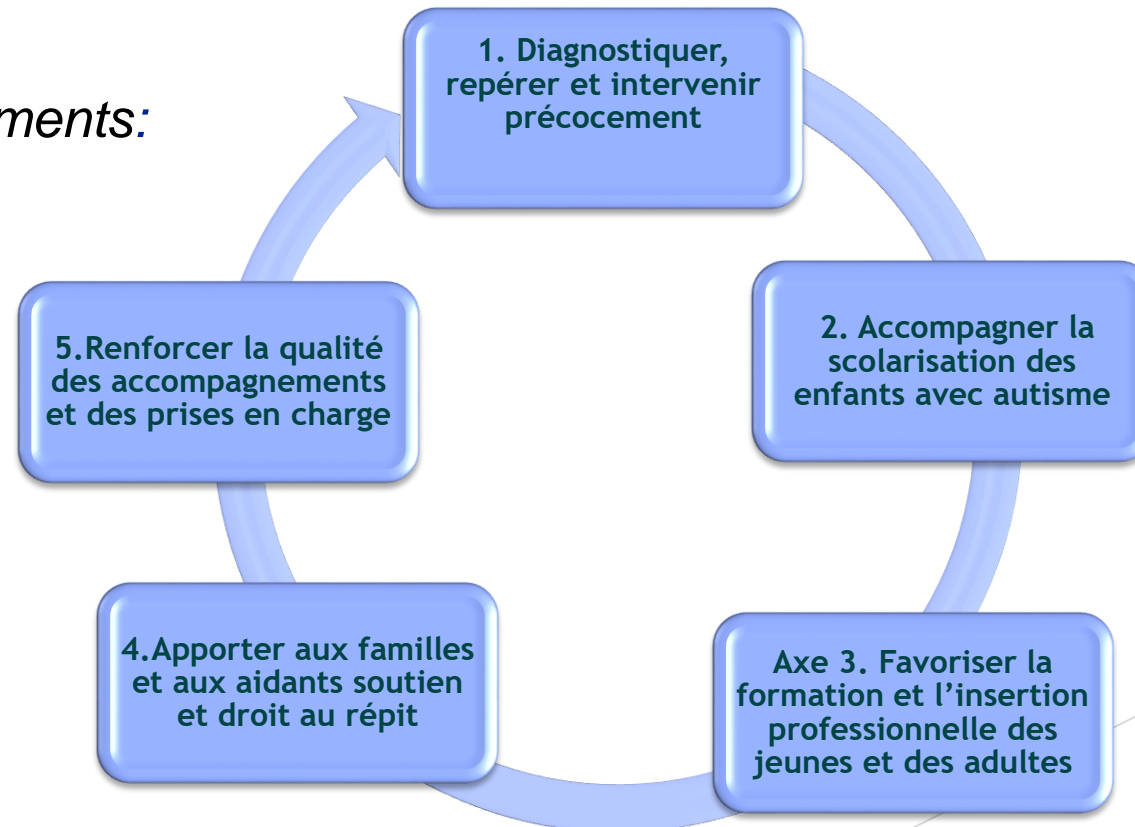 ments:
1. Diagnostiquer,
repérer et intervenir
précocement
2. Accompagner la
scolarisation des
enfants avec autisme
Axe 3. Favoriser la
formation et l’insertion
professionnelle des
jeunes et des adultes
4.Apporter aux familles
et aux aidants soutien
et droit au répit
5.Renforcer la qualité
des accompagnements
et des prises en charge